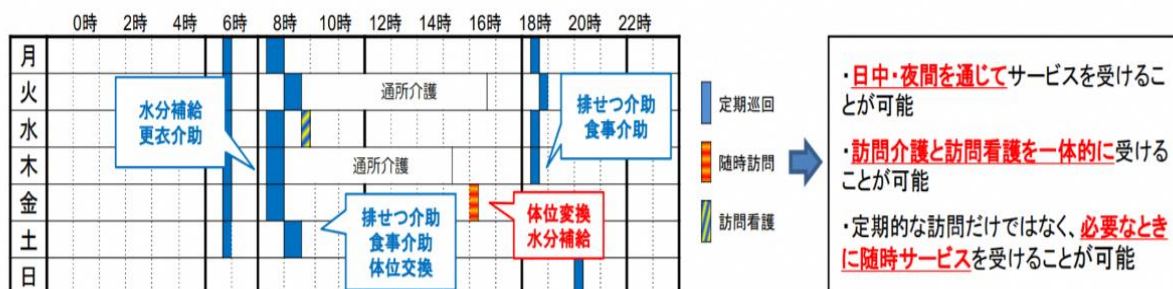 0時 2時 4時 6時 8時 10時 12時 14時 16時 18時 20時 22時
月
火
通所介護
水
木
通所介護
金
土
日
水分補給
更衣介助
排せつ介助
食事介助
排せつ介助
食事介助
体位交換
体位変換
水分補給
定期巡回
随時訪問
訪問看護
・日中・夜間を通じてサービスを受けるこ
とが可能
・訪問介護と訪問看護を一体的に受ける
ことが可能
・定期的な訪問だけではなく、必要なとき
に随時サービスを受けることが可能